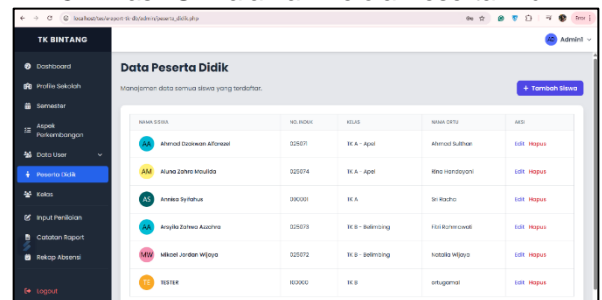 localhost/tes/e-raport-tk-db/admin/peserta_didik.php
TK BINTANG
Admin1
Dashboard
Profile Sekolah
Semester
Aspek
Perkembangan
Data User
Peserta Didik
Kelas
Input Penilaian
Catatan Raport
Rekap Absensi
Logout
Data Peserta Didik
Manajemen data semua siswa yang terdaftar.
+ Tambah Siswa
NAMA SISWA NO. INDUK KELAS NAMA ORTU AKSI
AA Ahmad Dzakwan Alfarezel 025071 TK A - Apel Ahmad Sulthan Edit Hapus
AM Aluna Zahra Maulida 025074 TK A - Apel Rina Handayani Edit Hapus
AS Annisa Syifahus TK A Sri Racha Edit Hapus
AA Arsyila Zahwa Azzahra 025073 TK B - Belimbing Fitri Rahmawati Edit Hapus
MW Mikael Jordan Wijaya 025072 TK B - Belimbing Natalia Wijaya Edit Hapus
TE TESTER TK B ortugamal Edit Hapus